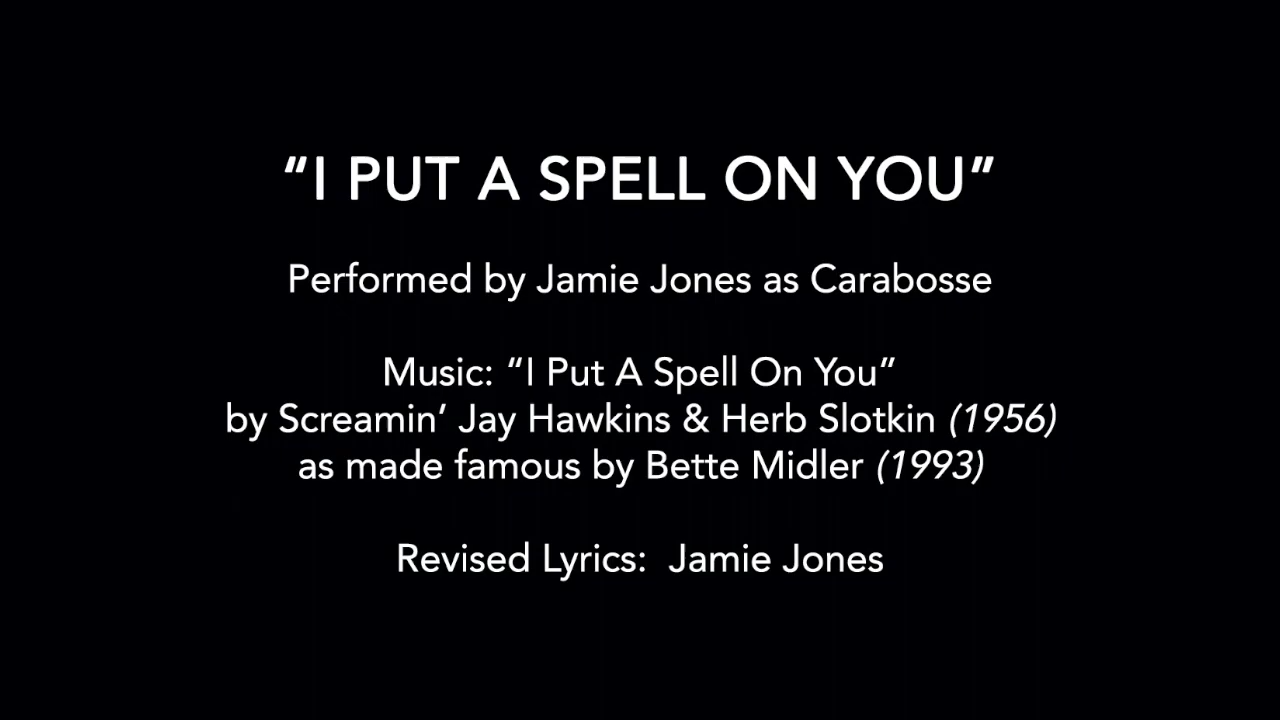 “I PUT A SPELL ON YOU”
Performed by Jamie Jones as Carabosse
Music: “I Put A Spell On You”
by Screamin’ Jay Hawkins & Herb Slotkin (1956)
as made famous by Bette Midler (1993)
Revised Lyrics:  Jamie Jones